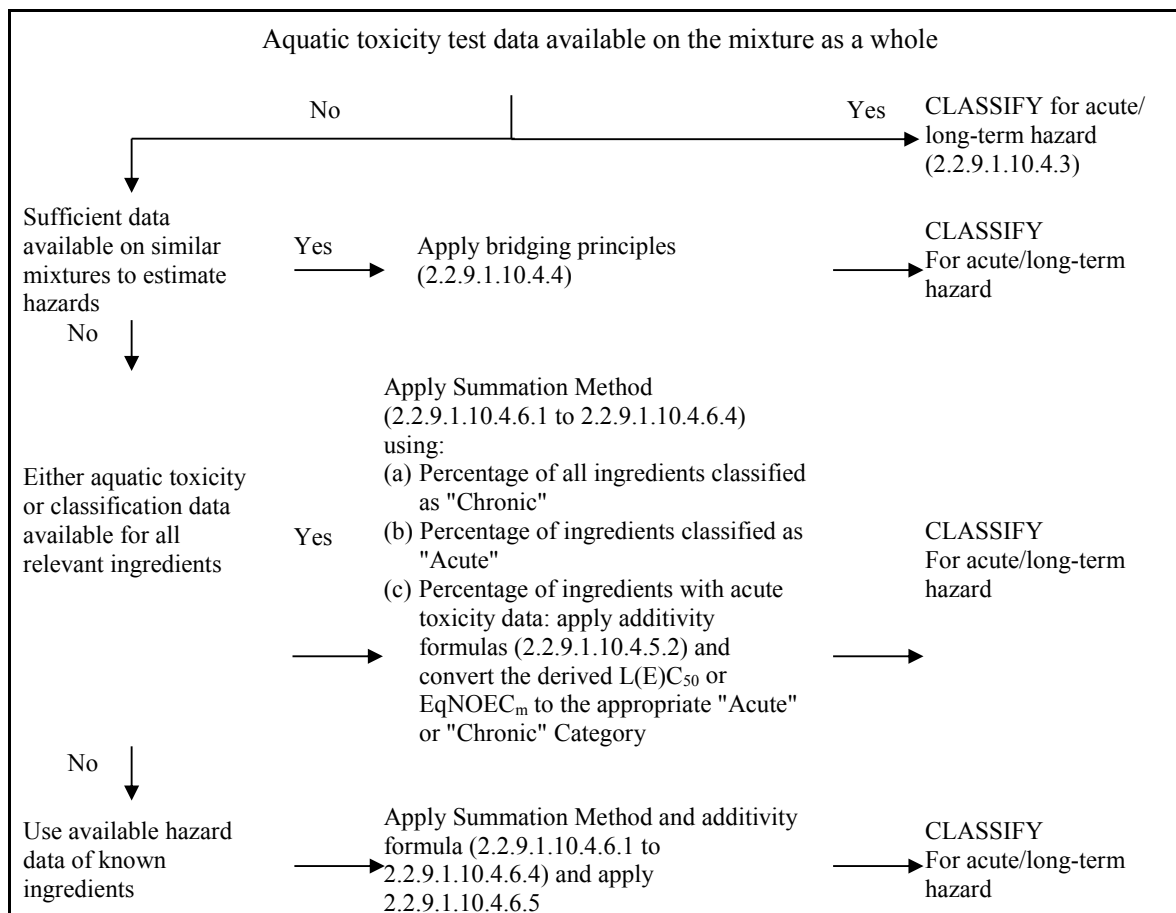 Aquatic toxicity test data available on the mixture as a whole
No
Yes
CLASSIFY for acute/
long-term hazard
(2.2.9.1.10.4.3)
Sufficient data
available on similar
mixtures to estimate
hazards
Yes
Apply bridging principles
(2.2.9.1.10.4.4)
CLASSIFY
For acute/long-term
hazard
No
Either aquatic toxicity
or classification data
available for all
relevant ingredients
Yes
Apply Summation Method
(2.2.9.1.10.4.6.1 to 2.2.9.1.10.4.6.4)
using:
(a) Percentage of all ingredients classified
as "Chronic"
(b) Percentage of ingredients classified as
"Acute"
(c) Percentage of ingredients with acute
toxicity data: apply additivity
formulas (2.2.9.1.10.4.5.2) and
convert the derived L(E)C₅₀ or
EqNOECₘ to the appropriate "Acute"
or "Chronic" Category
CLASSIFY
For acute/long-term
hazard
No
Use available hazard
data of known
ingredients
Apply Summation Method and additivity
formula (2.2.9.1.10.4.6.1 to
2.2.9.1.10.4.6.4) and apply
2.2.9.1.10.4.6.5
CLASSIFY
For acute/long-term
hazard